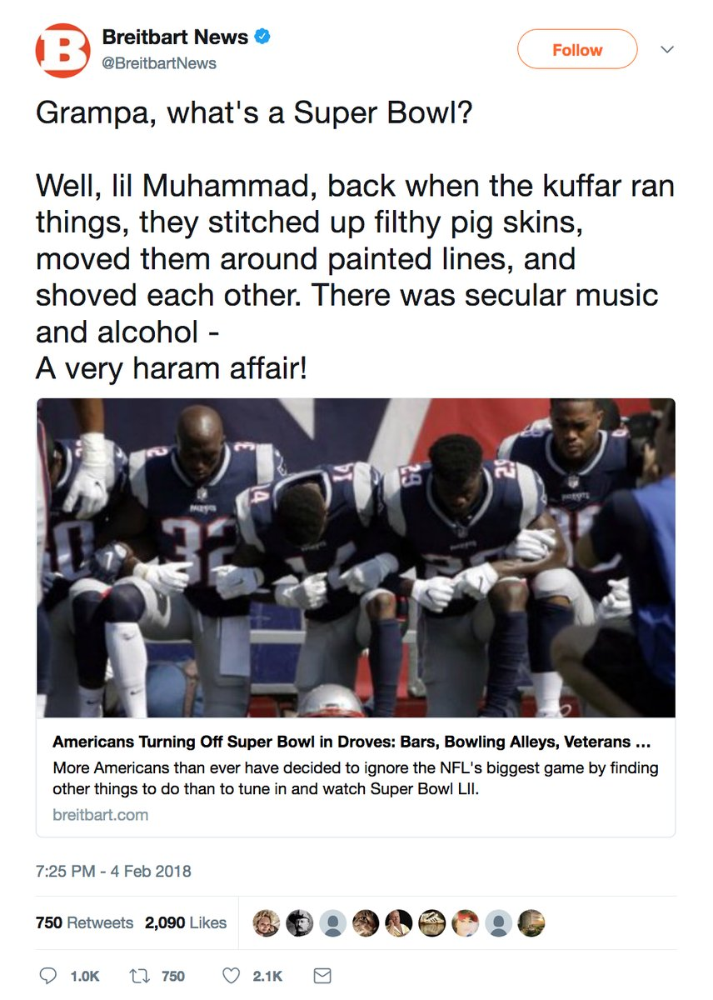 Breitbart News
@BreitbartNews
Follow
Grampa, what's a Super Bowl?
Well, lil Muhammad, back when the kuffar ran
things, they stitched up filthy pig skins,
moved them around painted lines, and
shoved each other. There was secular music
and alcohol -
A very haram affair!
32
14
29
PATRIOTS
32
Americans Turning Off Super Bowl in Droves: Bars, Bowling Alleys, Veterans ...
More Americans than ever have decided to ignore the NFL's biggest game by finding
other things to do than to tune in and watch Super Bowl LII.
breitbart.com
7:25 PM - 4 Feb 2018
750 Retweets 2,090 Likes
1.0K 750 2.1K